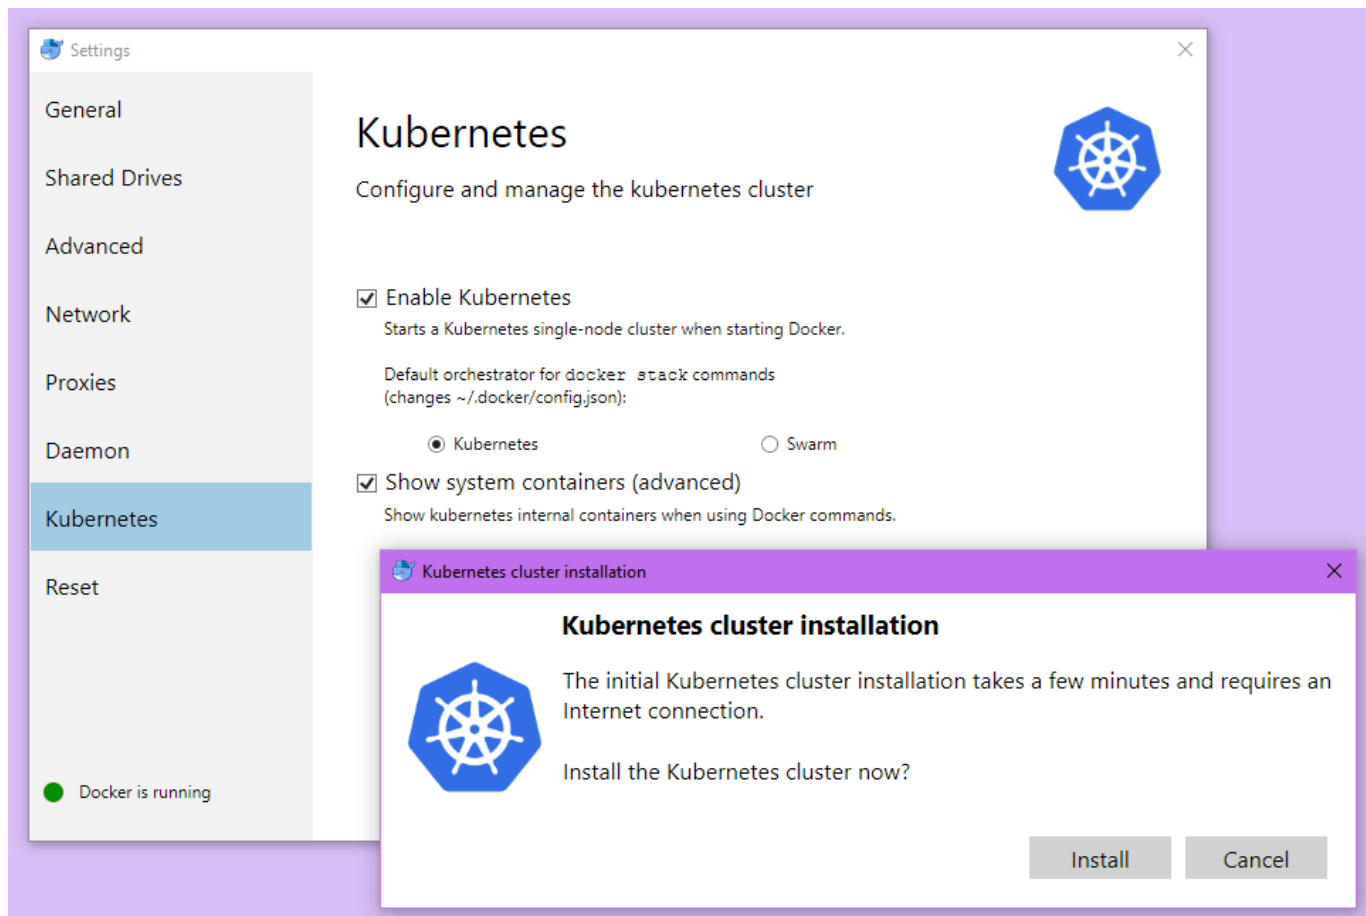 Settings
General
Shared Drives
Advanced
Network
Proxies
Daemon
Kubernetes
Reset
Docker is running
Kubernetes
Configure and manage the kubernetes cluster
Enable Kubernetes
Starts a Kubernetes single-node cluster when starting Docker.
Default orchestrator for docker stack commands
(changes ~/.docker/config.json):
Kubernetes Swarm
Show system containers (advanced)
Show kubernetes internal containers when using Docker commands.
Kubernetes cluster installation
Kubernetes cluster installation
The initial Kubernetes cluster installation takes a few minutes and requires an
Internet connection.
Install the Kubernetes cluster now?
Install Cancel